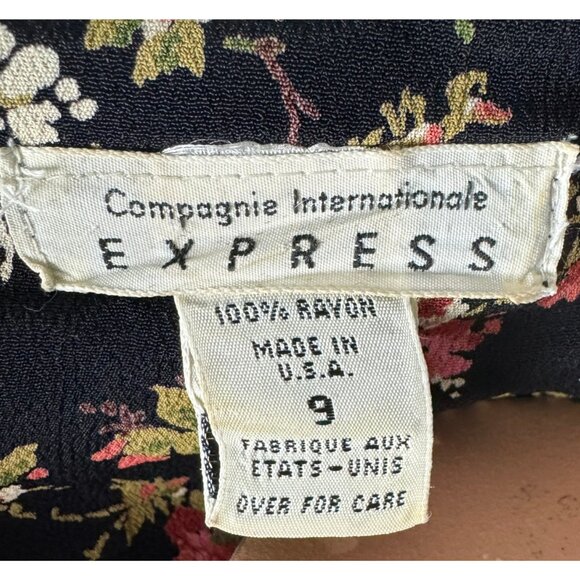 Compagnie Internationale
EXPRESS
100% RAYON
MADE IN
U.S.A.
9
FABRIQUE AUX
ETATS-UNIS
OVER FOR CARE